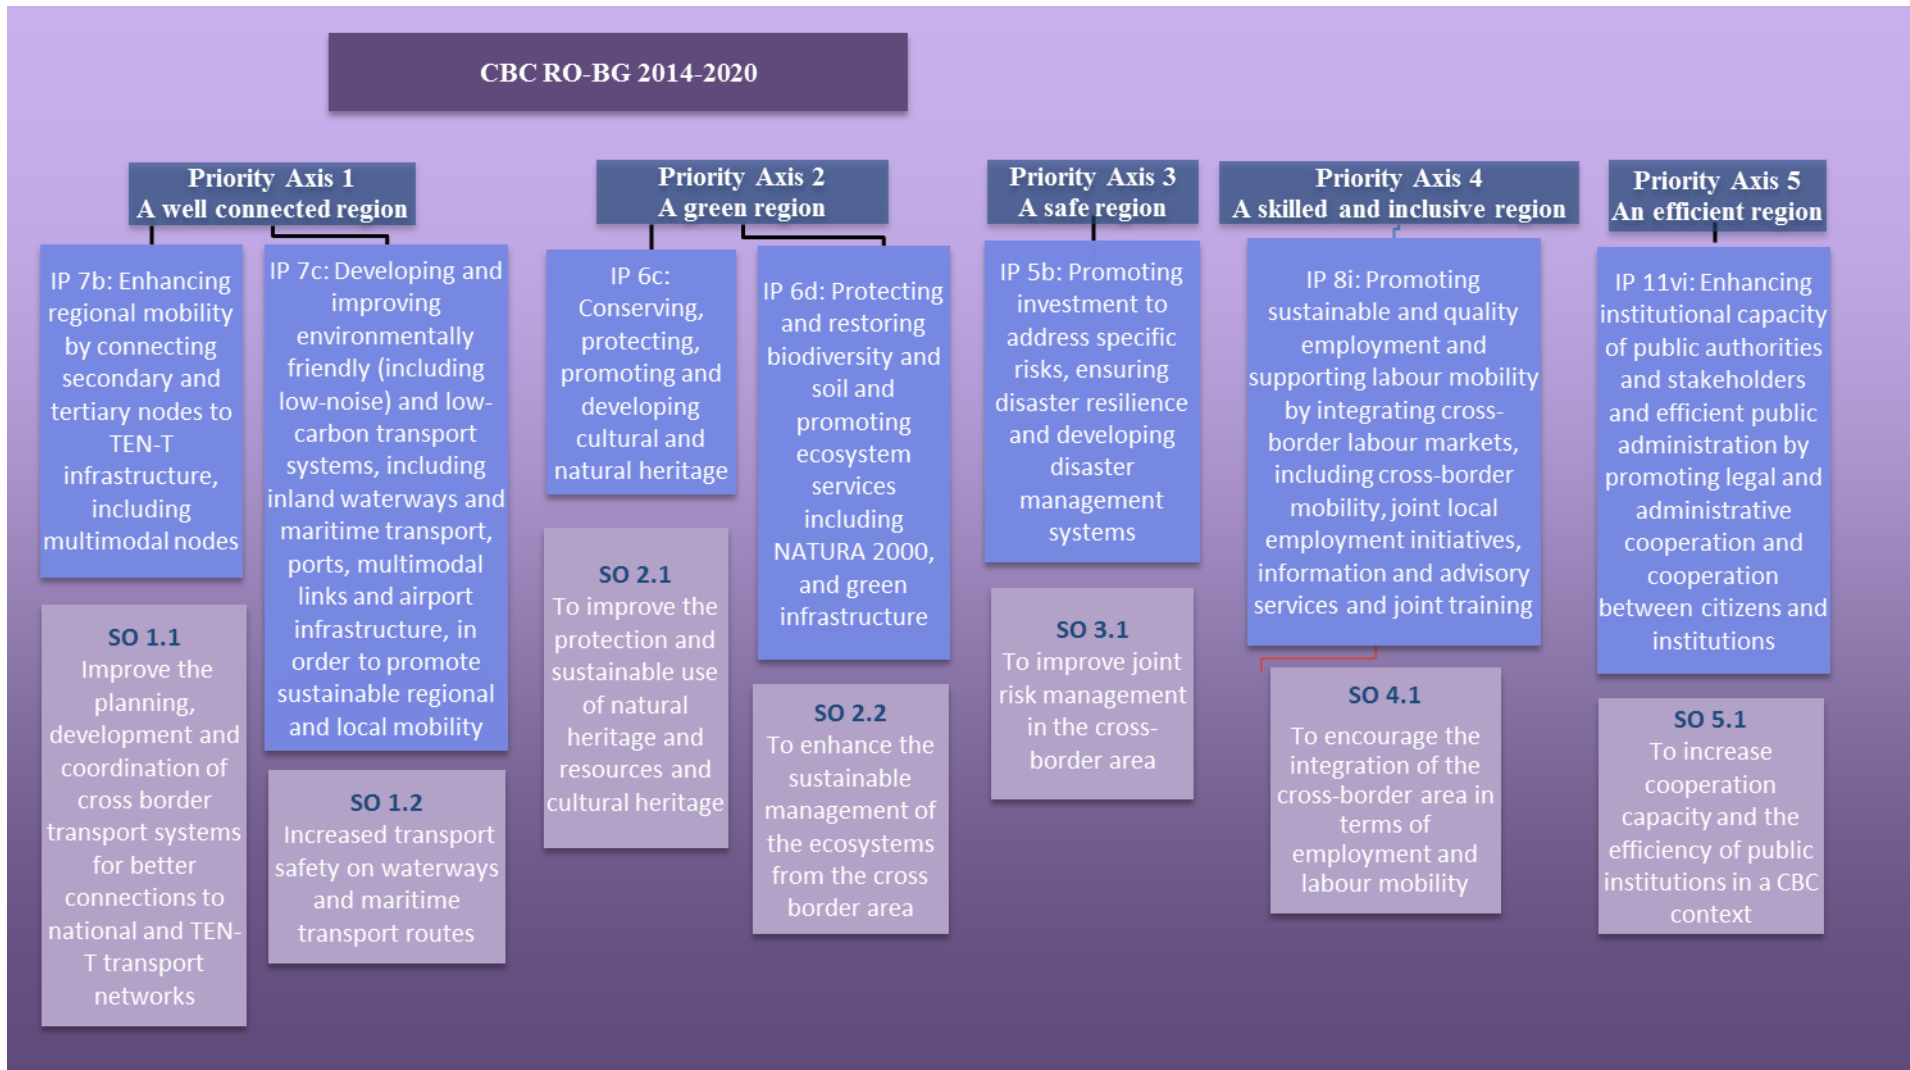 CBC RO-BG 2014-2020
Priority Axis 1
A well connected region
IP 7b: Enhancing
regional mobility
by connecting
secondary and
tertiary nodes to
TEN-T
infrastructure,
including
multimodal nodes
SO 1.1
Improve the
planning,
development and
coordination of
cross border
transport systems
for better
connections to
national and TEN-
T transport
networks
IP 7c: Developing and
improving
environmentally
friendly (including
low-noise) and low-
carbon transport
systems, including
inland waterways and
maritime transport,
ports, multimodal
links and airport
infrastructure, in
order to promote
sustainable regional
and local mobility
SO 1.2
Increased transport
safety on waterways
and maritime
transport routes
Priority Axis 2
A green region
IP 6c:
Conserving,
protecting,
promoting and
developing
cultural and
natural heritage
SO 2.1
To improve the
protection and
sustainable use
of natural
heritage and
resources and
cultural heritage
IP 6d: Protecting
and restoring
biodiversity and
soil and
promoting
ecosystem
services
including
NATURA 2000,
and green
infrastructure
SO 2.2
To enhance the
sustainable
management of
the ecosystems
from the cross
border area
Priority Axis 3
A safe region
IP 5b: Promoting
investment to
address specific
risks, ensuring
disaster resilience
and developing
disaster
management
systems
SO 3.1
To improve joint
risk management
in the cross-
border area
Priority Axis 4
A skilled and inclusive region
IP 8i: Promoting
sustainable and quality
employment and
supporting labour mobility
by integrating cross-
border labour markets,
including cross-border
mobility, joint local
employment initiatives,
information and advisory
services and joint training
SO 4.1
To encourage the
integration of the
cross-border area in
terms of
employment and
labour mobility
Priority Axis 5
An efficient region
IP 11vi: Enhancing
institutional capacity
of public authorities
and stakeholders
and efficient public
administration by
promoting legal and
administrative
cooperation and
cooperation
between citizens and
institutions
SO 5.1
To increase
cooperation
capacity and the
efficiency of public
institutions in a CBC
context